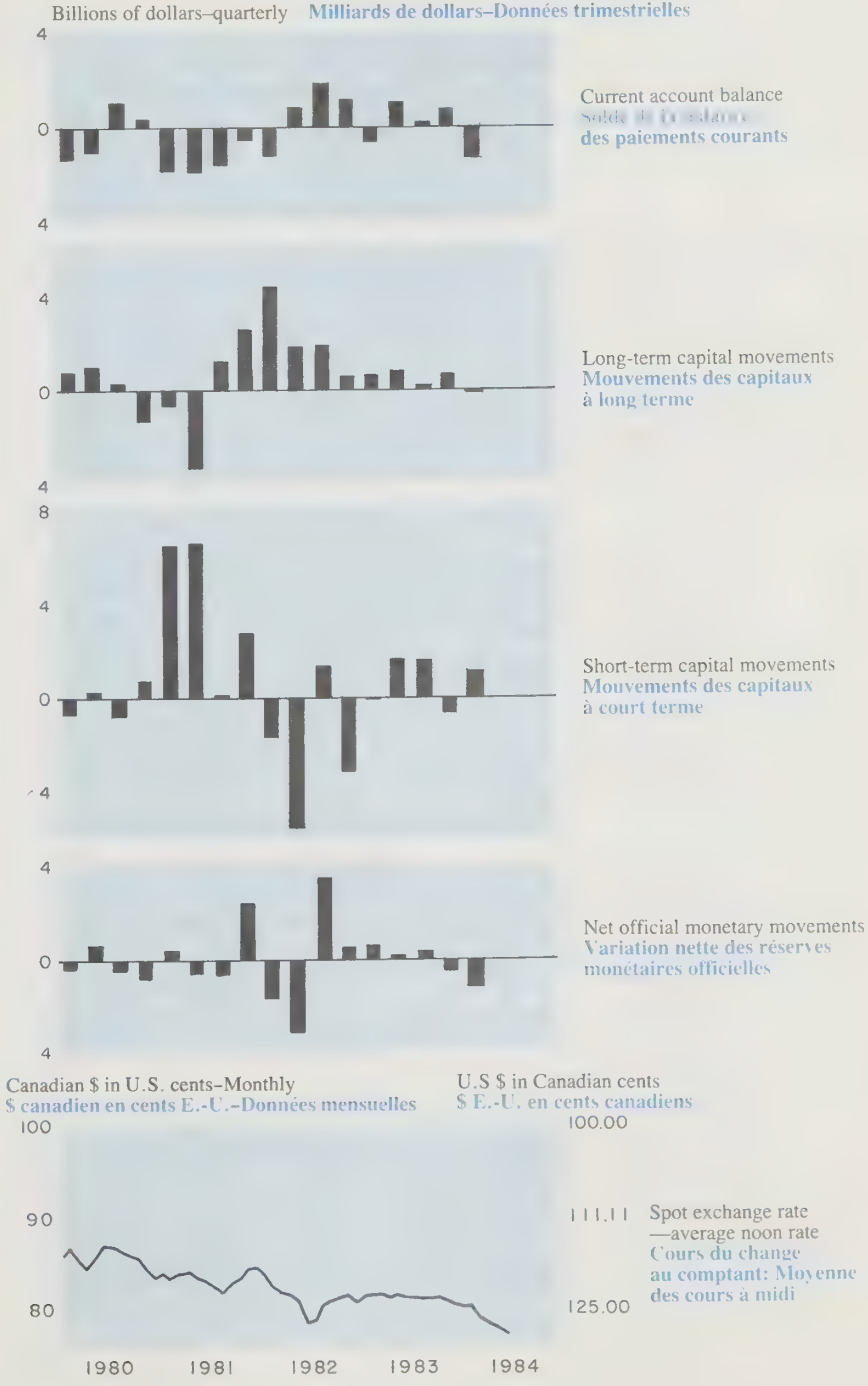 Billions of dollars–quarterly Milliards de dollars–Données trimestrielles
4
0
4
Current account balance
des paiements courants
4
0
4
Long-term capital movements
Mouvements des capitaux
à long terme
8
4
0
4
Short-term capital movements
Mouvements des capitaux
à court terme
4
0
4
Net official monetary movements
Variation nette des réserves
monétaires officielles
Canadian $ in U.S. cents–Monthly
$ canadien en cents E.-U.–Données mensuelles
U.S $ in Canadian cents
$ E.-U. en cents canadiens
100
90
80
100.00
111.11
125.00
Spot exchange rate
—average noon rate
Cours du change
au comptant: Moyenne
des cours à midi
1980 1981 1982 1983 1984